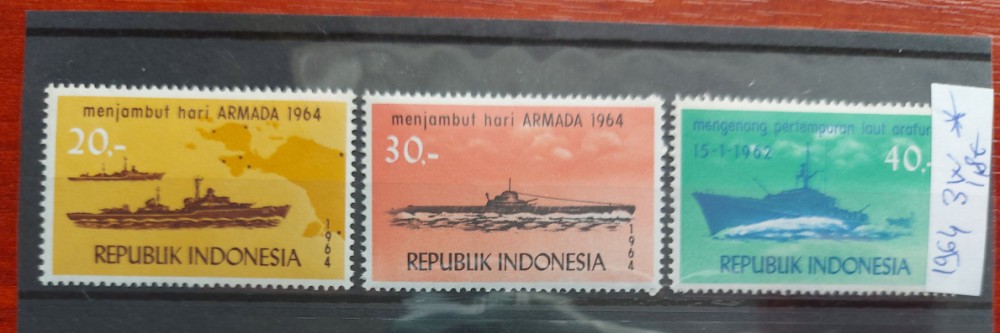 menjambut hari ARMADA 1964
20,-
1964
REPUBLIK INDONESIA
menjambut hari ARMADA 1964
30,-
1964
REPUBLIK INDONESIA
mengenang pertempuran laut arafur
15-1-1962
40,-
REPUBLIK INDONESIA
1964 3w *